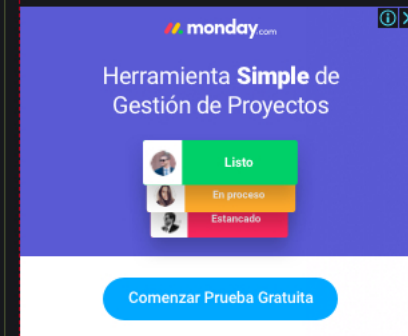 monday.com
Herramienta Simple de
Gestión de Proyectos
Listo
En proceso
Estancado
Comenzar Prueba Gratuita